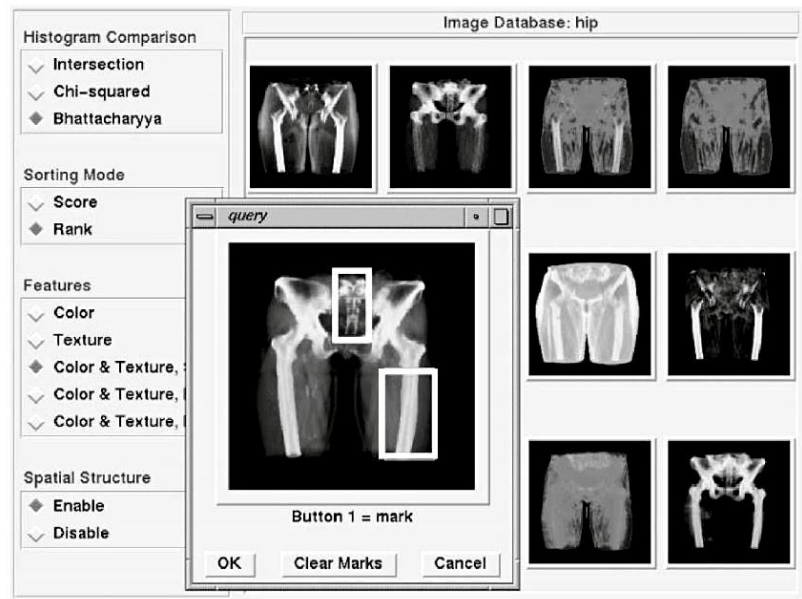 Image Database: hip
Histogram Comparison
Intersection
Chi-squared
Bhattacharyya
Sorting Mode
Score
Rank
Features
Color
Texture
Color & Texture,
Color & Texture,
Color & Texture,
Spatial Structure
Enable
Disable
query
Button 1 = mark
OK
Clear Marks
Cancel